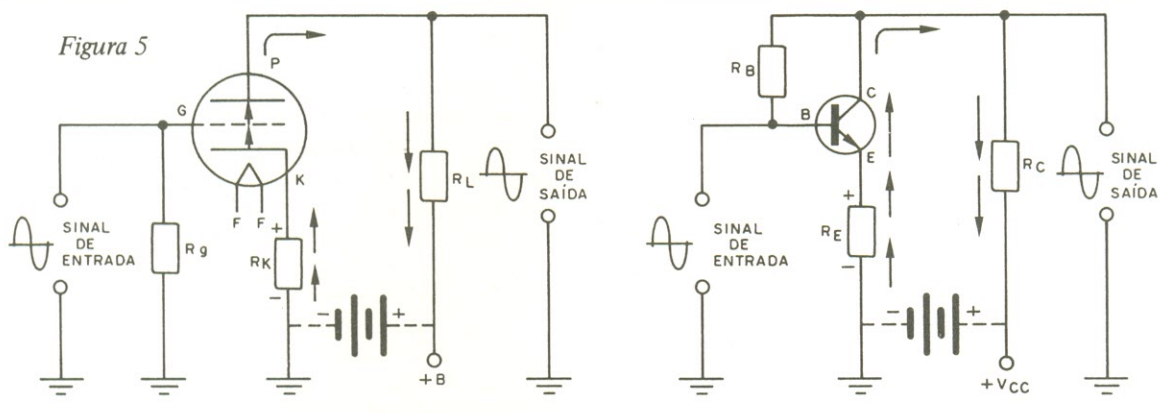 Figura 5
P
G
K
F F
SINAL
DE
ENTRADA
Rg
RK
+
-
RL
SINAL
DE
SAÍDA
- +
+B
RB
B
C
E
SINAL
DE
ENTRADA
+
RE
-
RC
SINAL
DE
SAÍDA
- +
+VCC